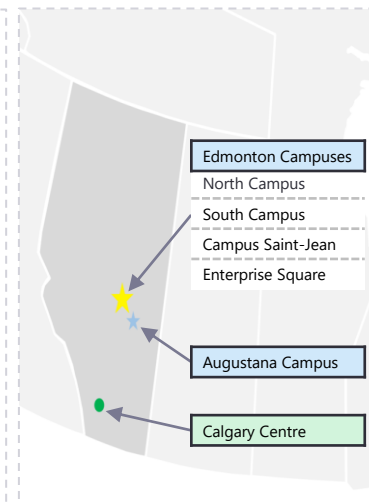 Edmonton Campuses
North Campus
South Campus
Campus Saint-Jean
Enterprise Square
Augustana Campus
Calgary Centre